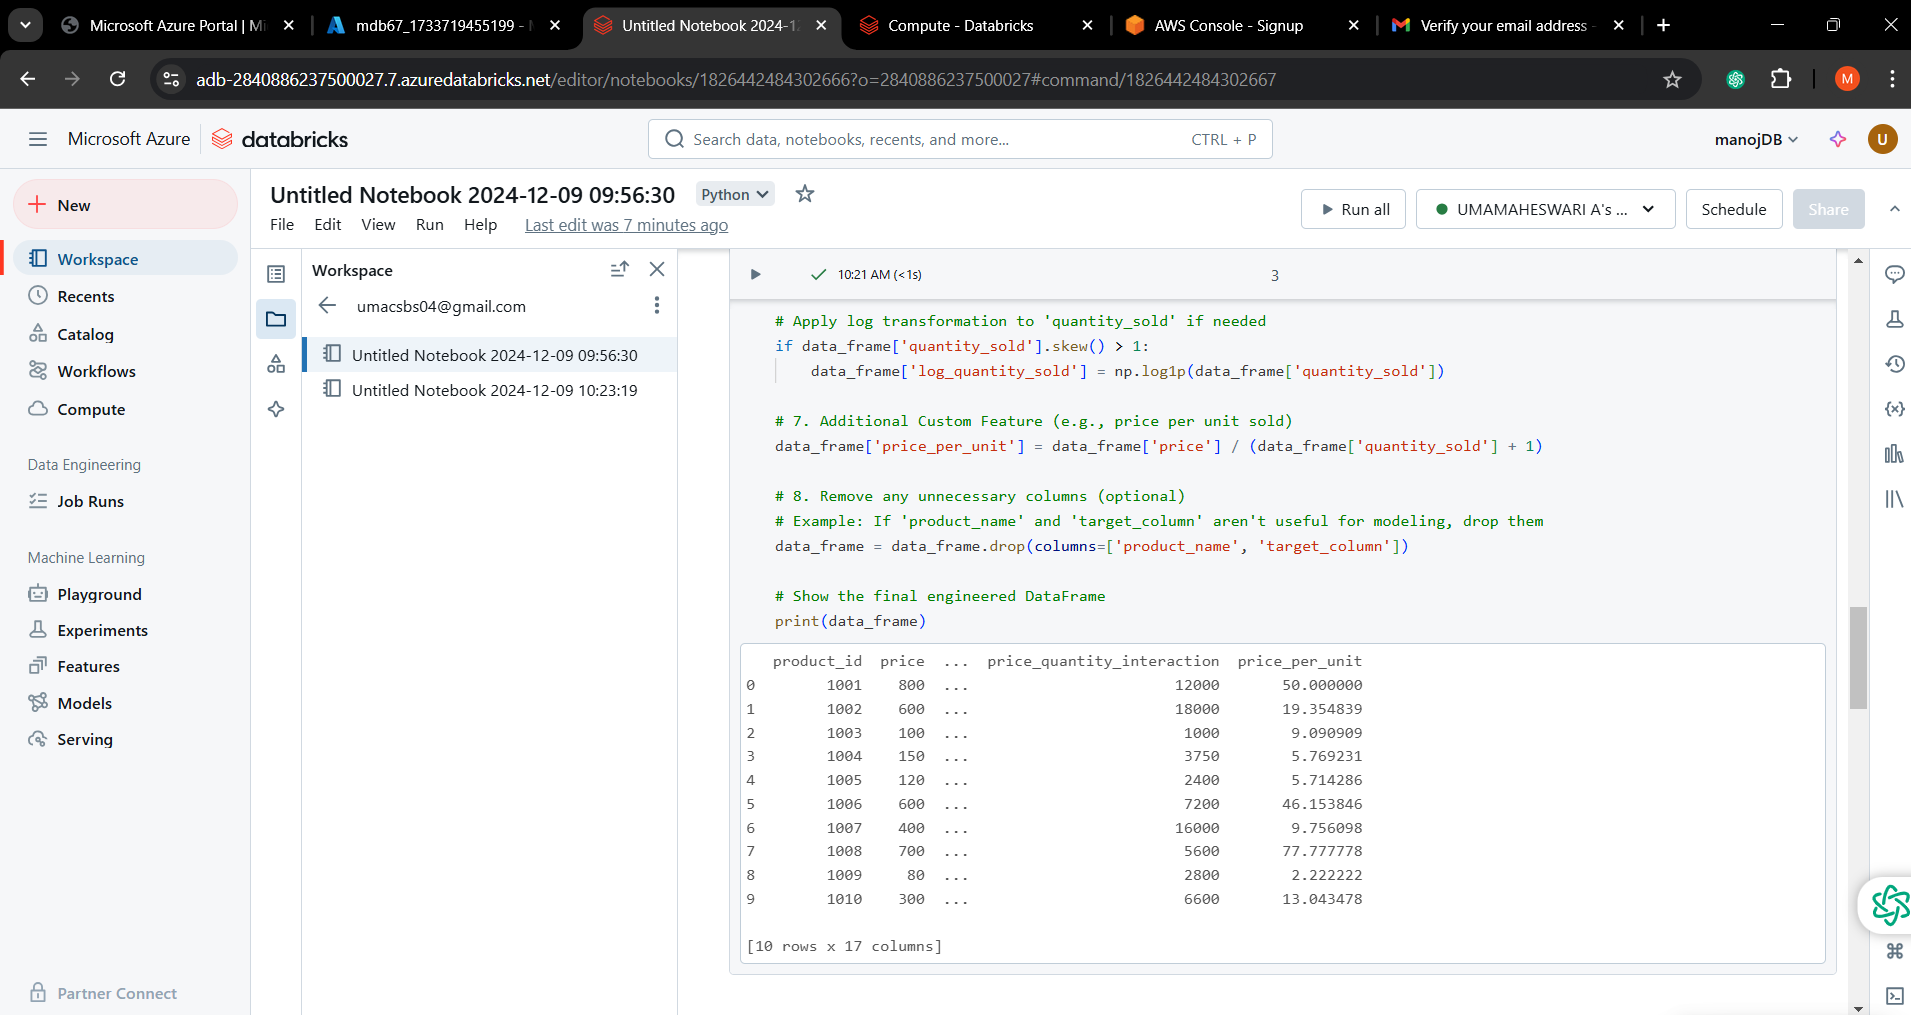 Microsoft Azure Portal | Mi
mdb67_1733719455199 - M
Untitled Notebook 2024-12
Compute - Databricks
AWS Console - Signup
Verify your email address -
adb-2840886237500027.7.azuredatabricks.net/editor/notebooks/1826442484302666?o=2840886237500027#command/1826442484302667
M
Microsoft Azure
databricks
Search data, notebooks, recents, and more...
CTRL + P
manojDB
U
New
Workspace
Recents
Catalog
Workflows
Compute
Data Engineering
Job Runs
Machine Learning
Playground
Experiments
Features
Models
Serving
Partner Connect
Untitled Notebook 2024-12-09 09:56:30
Python
File Edit View Run Help Last edit was 7 minutes ago
Run all
UMAMAHESWARI A's ...
Schedule
Share
Workspace
umacsbs04@gmail.com
Untitled Notebook 2024-12-09 09:56:30
Untitled Notebook 2024-12-09 10:23:19
10:21 AM (<1s)
3
# Apply log transformation to 'quantity_sold' if needed
if data_frame['quantity_sold'].skew() > 1:
data_frame['log_quantity_sold'] = np.log1p(data_frame['quantity_sold'])
# 7. Additional Custom Feature (e.g., price per unit sold)
data_frame['price_per_unit'] = data_frame['price'] / (data_frame['quantity_sold'] + 1)
# 8. Remove any unnecessary columns (optional)
# Example: If 'product_name' and 'target_column' aren't useful for modeling, drop them
data_frame = data_frame.drop(columns=['product_name', 'target_column'])
# Show the final engineered DataFrame
print(data_frame)
product_id price ... price_quantity_interaction price_per_unit
0 1001 800 ... 12000 50.000000
1 1002 600 ... 18000 19.354839
2 1003 100 ... 1000 9.090909
3 1004 150 ... 3750 5.769231
4 1005 120 ... 2400 5.714286
5 1006 600 ... 7200 46.153846
6 1007 400 ... 16000 9.756098
7 1008 700 ... 5600 77.777778
8 1009 80 ... 2800 2.222222
9 1010 300 ... 6600 13.043478
[10 rows x 17 columns]